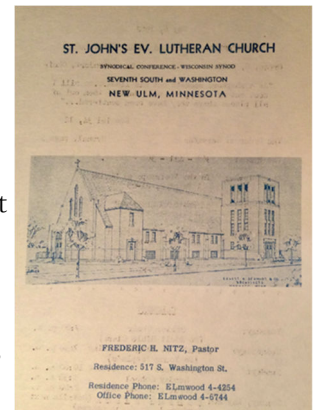 ST. JOHN'S EV. LUTHERAN CHURCH
SYNODICAL CONFERENCE - WISCONSIN SYNOD
SEVENTH SOUTH and WASHINGTON
NEW ULM, MINNESOTA
t
FREDERIC H. NITZ, Pastor
Residence: 517 S. Washington St.
Residence Phone: ELmwood 4-4254
Office Phone: ELmwood 4-6744